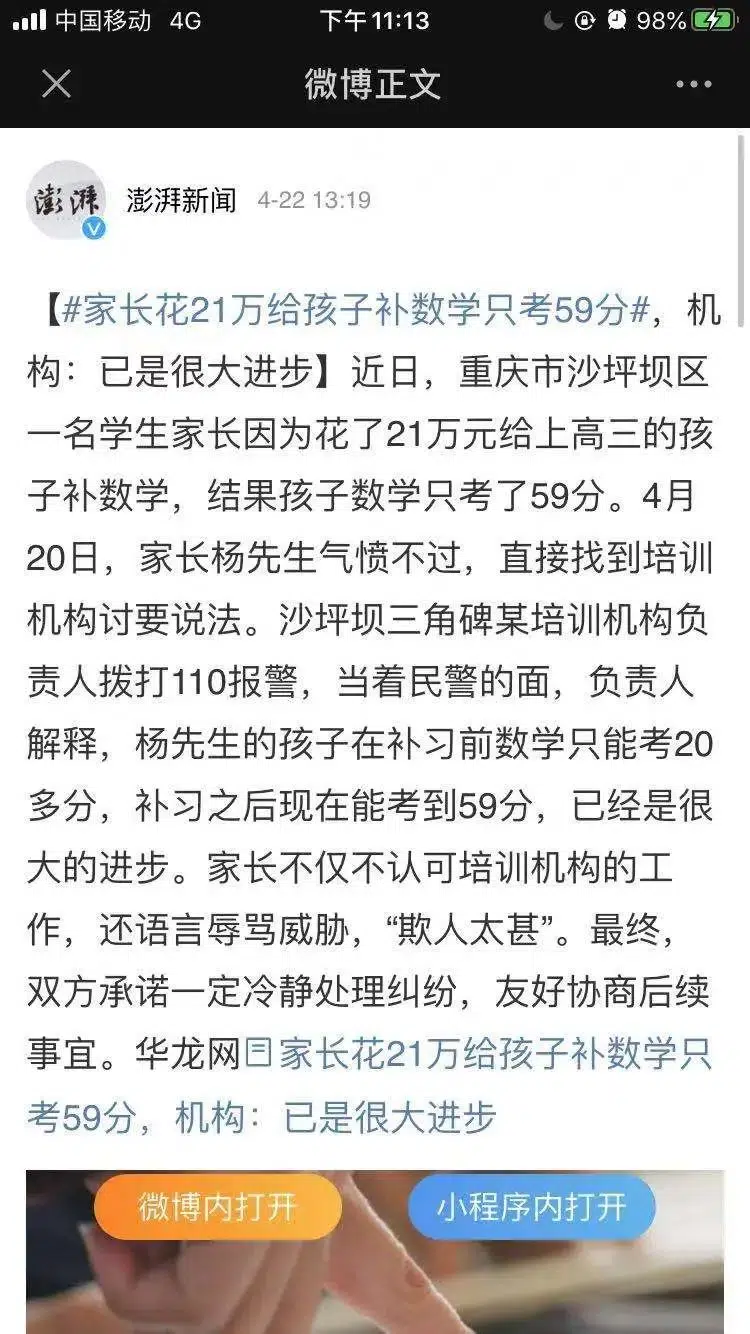 中国移动 4G 下午11:13 98%
微博正文
澎湃
澎湃新闻 4-22 13:19
【#家长花21万给孩子补数学只考59分#，机
构：已是很大进步】近日，重庆市沙坪坝区
一名学生家长因为花了21万元给上高三的孩
子补数学，结果孩子数学只考了59分。4月
20日，家长杨先生气愤不过，直接找到培训
机构讨要说法。沙坪坝三角碑某培训机构负
责人拨打110报警，当着民警的面，负责人
解释，杨先生的孩子在补习前数学只能考20
多分，补习之后现在能考到59分，已经是很
大的进步。家长不仅不认可培训机构的工
作，还语言辱骂威胁，“欺人太甚”。最终，
双方承诺一定冷静处理纠纷，友好协商后续
事宜。华龙网家长花21万给孩子补数学只
考59分，机构：已是很大进步
微博内打开 小程序内打开